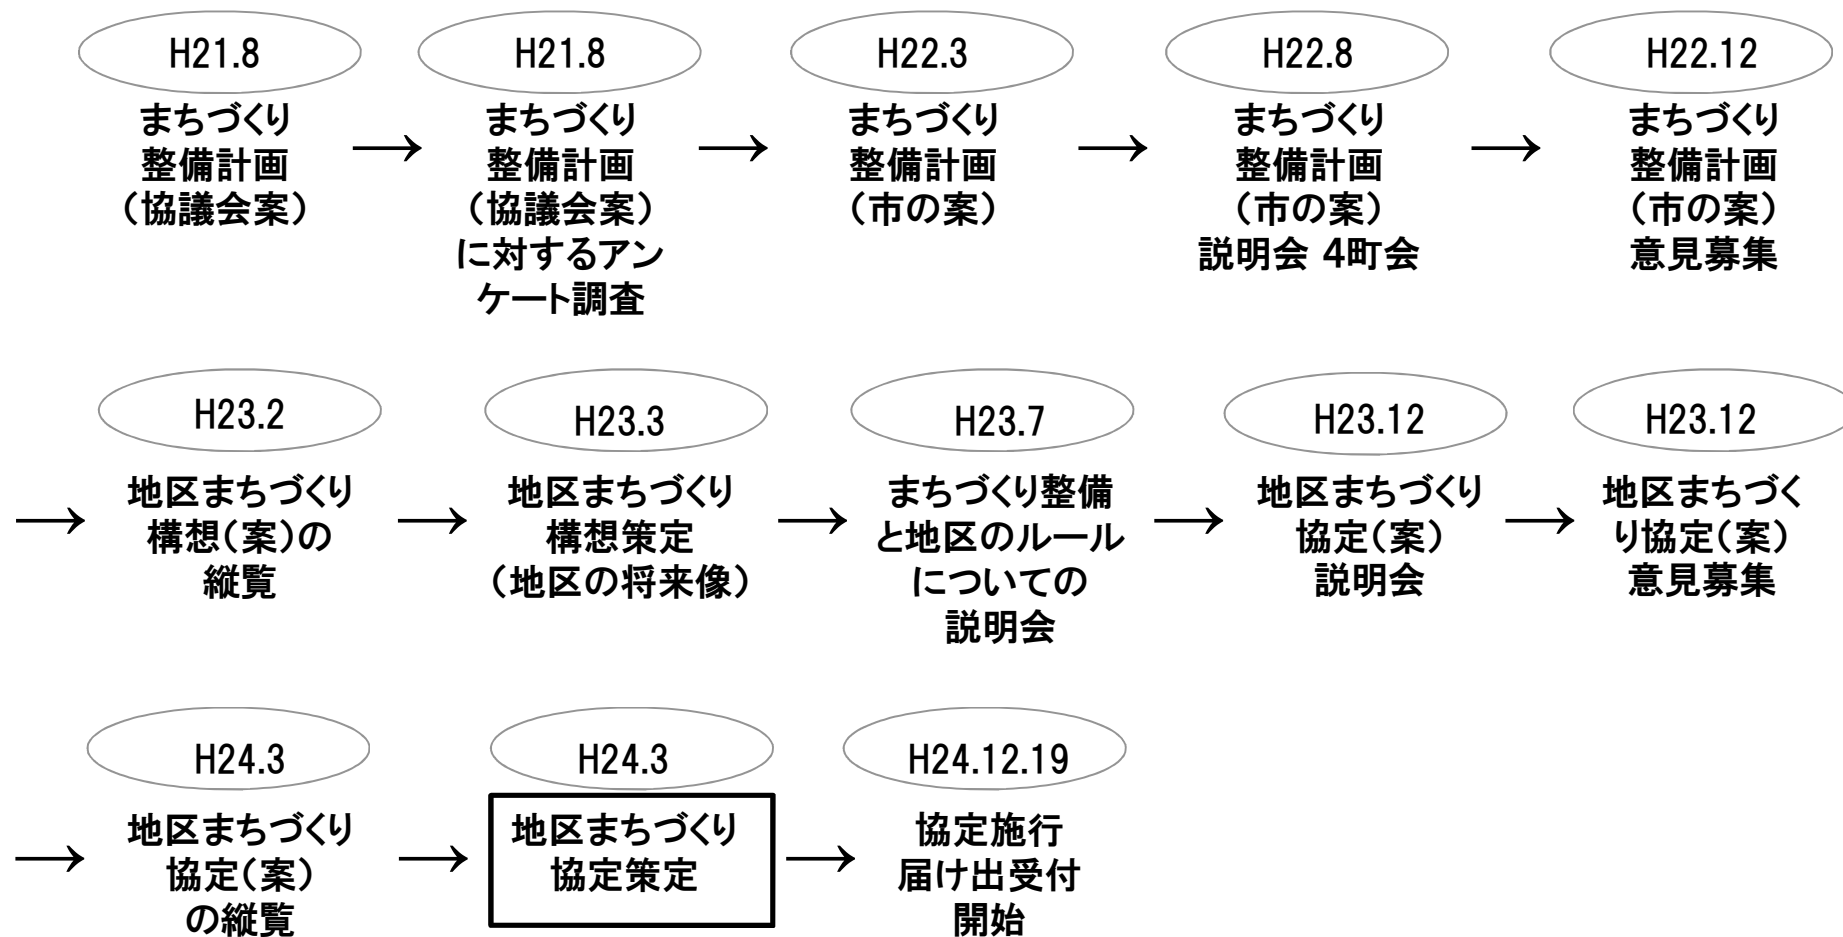 H21.8
まちづくり
整備計画
（協議会案）
→
H21.8
まちづくり
整備計画
（協議会案）
に対するアン
ケート調査
→
H22.3
まちづくり
整備計画
（市の案）
→
H22.8
まちづくり
整備計画
（市の案）
説明会 4町会
→
H22.12
まちづくり
整備計画
（市の案）
意見募集
→
H23.2
地区まちづくり
構想（案）の
縦覧
→
H23.3
地区まちづくり
構想策定
（地区の将来像）
→
H23.7
まちづくり整備
と地区のルール
についての
説明会
→
H23.12
地区まちづくり
協定（案）
説明会
→
H23.12
地区まちづく
り協定（案）
意見募集
→
H24.3
地区まちづくり
協定（案）
の縦覧
→
H24.3
地区まちづくり
協定策定
→
H24.12.19
協定施行
届け出受付
開始